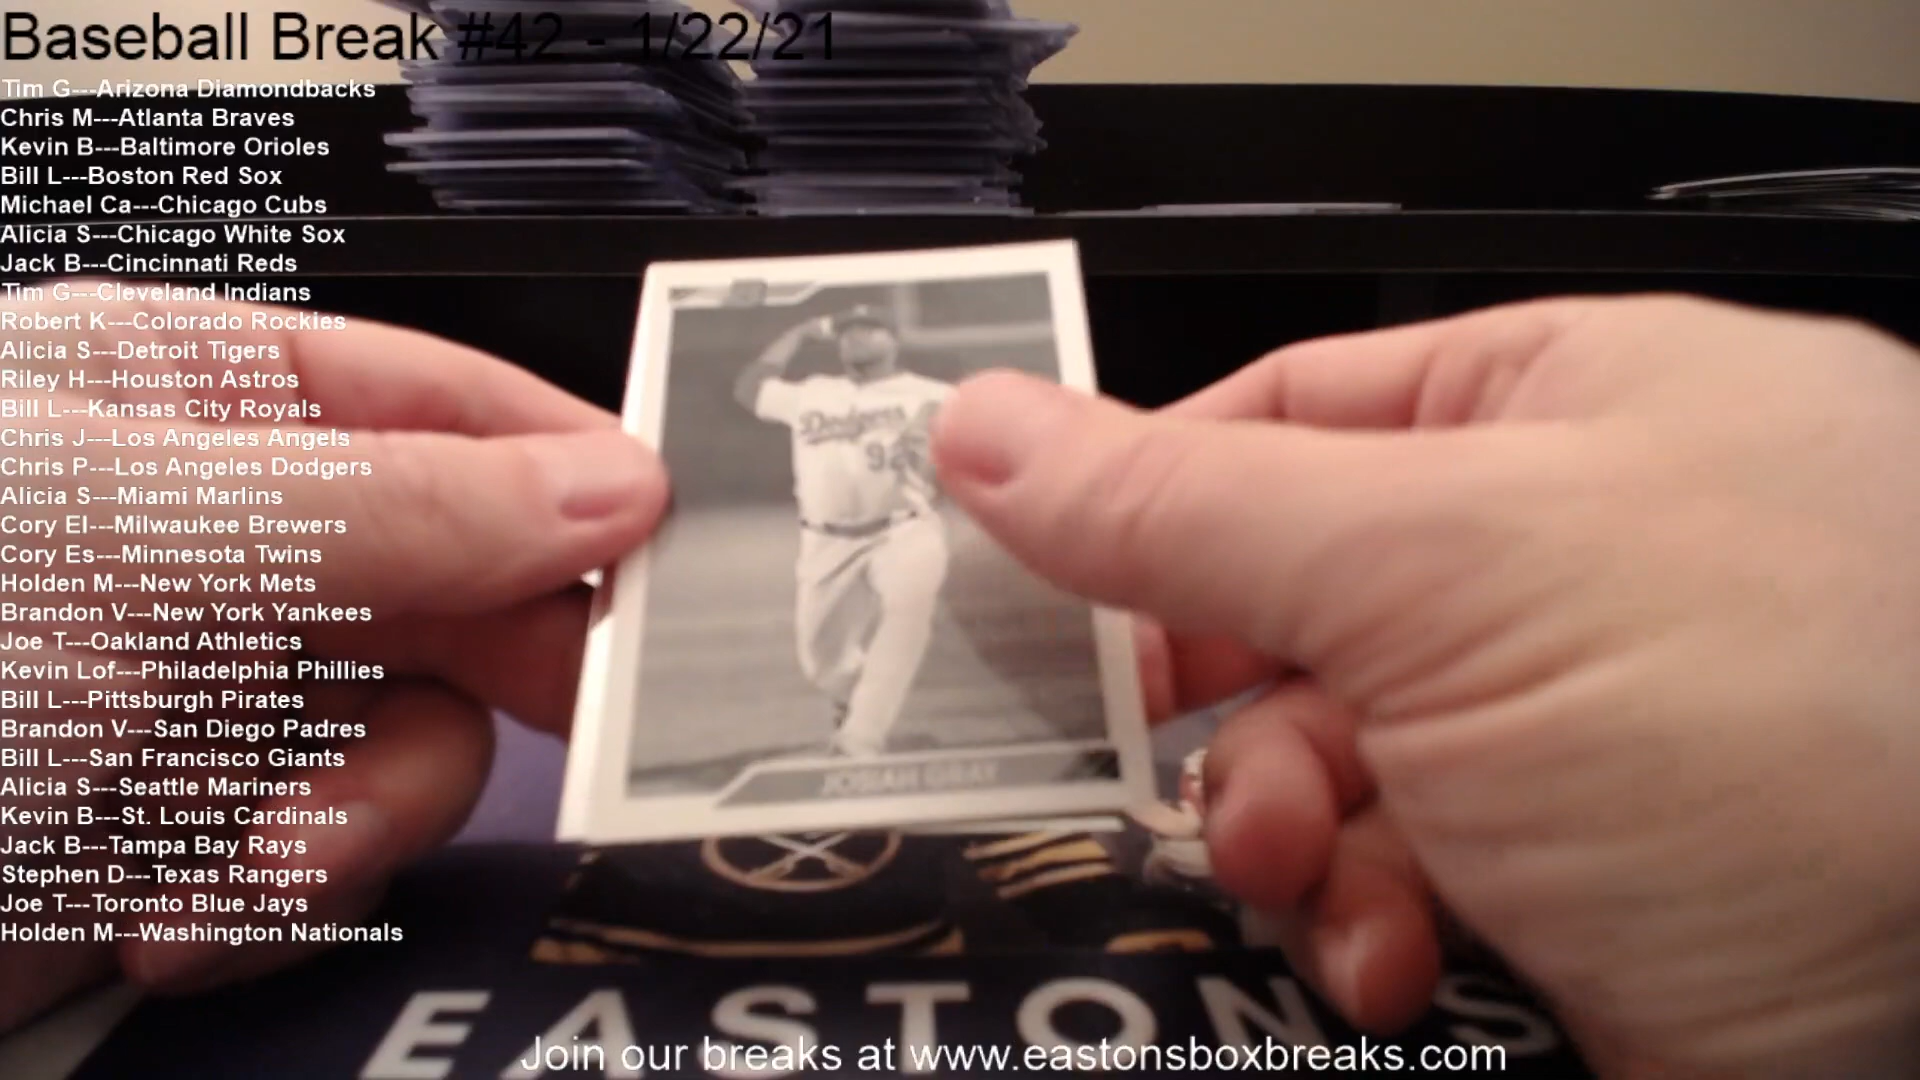 Baseball Break #42 - 1/22/21
Tim G---Arizona Diamondbacks
Chris M---Atlanta Braves
Kevin B---Baltimore Orioles
Bill L---Boston Red Sox
Michael Ca---Chicago Cubs
Alicia S---Chicago White Sox
Jack B---Cincinnati Reds
Tim G---Cleveland Indians
Robert K---Colorado Rockies
Alicia S---Detroit Tigers
Riley H---Houston Astros
Bill L---Kansas City Royals
Chris J---Los Angeles Angels
Chris P---Los Angeles Dodgers
Alicia S---Miami Marlins
Cory El---Milwaukee Brewers
Cory Es---Minnesota Twins
Holden M---New York Mets
Brandon V---New York Yankees
Joe T---Oakland Athletics
Kevin Lof---Philadelphia Phillies
Bill L---Pittsburgh Pirates
Brandon V---San Diego Padres
Bill L---San Francisco Giants
Alicia S---Seattle Mariners
Kevin B---St. Louis Cardinals
Jack B---Tampa Bay Rays
Stephen D---Texas Rangers
Joe T---Toronto Blue Jays
Holden M---Washington Nationals
Dodgers
JOSIAH GRAY
EASTON S
Join our breaks at www.eastonsboxbreaks.com